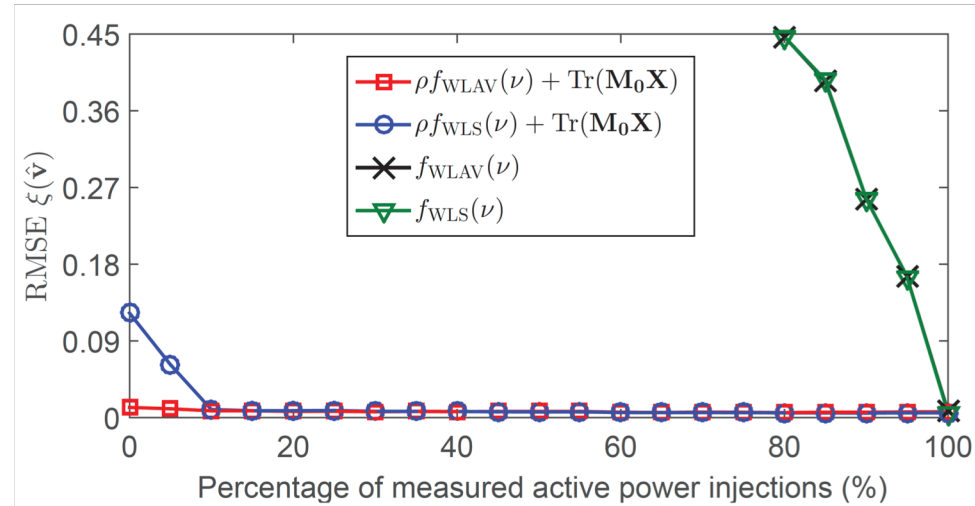 0.45
0.36
0.27
0.18
0.09
0
RMSE ξ(v̂)
ρf_WLAV(ν) + Tr(M₀X)
ρf_WLS(ν) + Tr(M₀X)
f_WLAV(ν)
f_WLS(ν)
0 20 40 60 80 100
Percentage of measured active power injections (%)